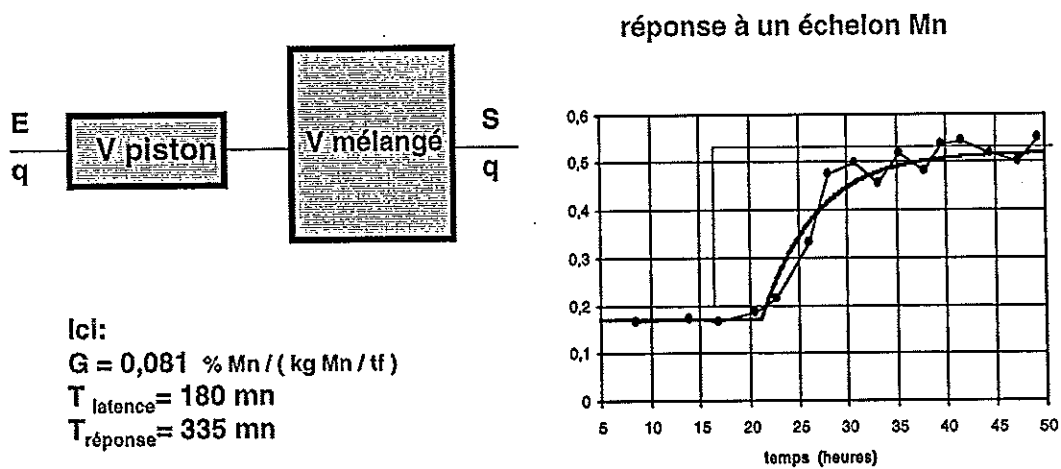 réponse à un échelon Mn
E
q
V piston
V mélangé
S
q
Ici:
G = 0,081 % Mn / ( kg Mn / tf )
T latence= 180 mn
Tréponse= 335 mn
0,6
0,5
0,4
0,3
0,2
0,1
0
5 10 15 20 25 30 35 40 45 50
temps (heures)